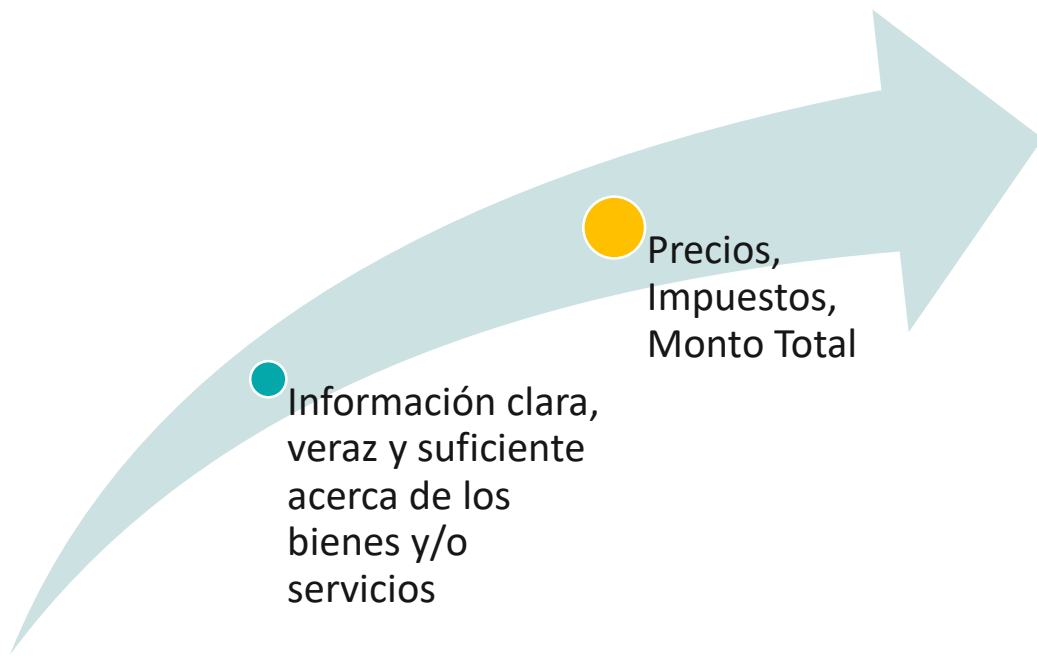 Precios,
Impuestos,
Monto Total
Información clara,
veraz y suficiente
acerca de los
bienes y/o
servicios